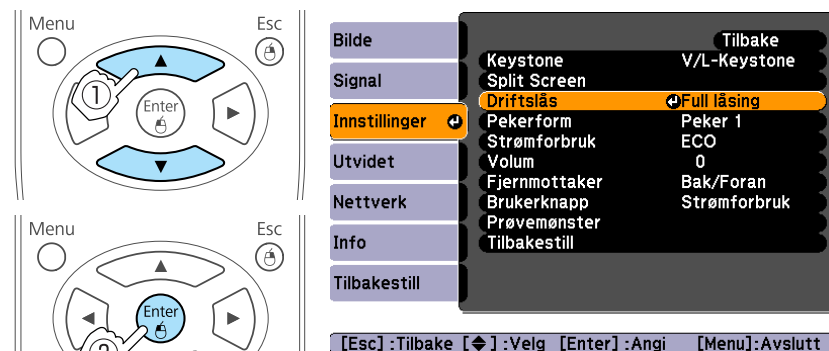 Menu Esc
①
Enter
Menu Esc
Enter
②
Bilde
Signal
Innstillinger
Utvidet
Nettverk
Info
Tilbakestill
Tilbake
Keystone V/L-Keystone
Split Screen
Driftslås Full låsing
Pekerform Peker 1
Strømforbruk ECO
Volum 0
Fjernmottaker Bak/Foran
Brukerknapp Strømforbruk
Prøvemønster
Tilbakestill
[Esc] :Tilbake [◆] :Velg [Enter] :Angi [Menu]:Avslutt